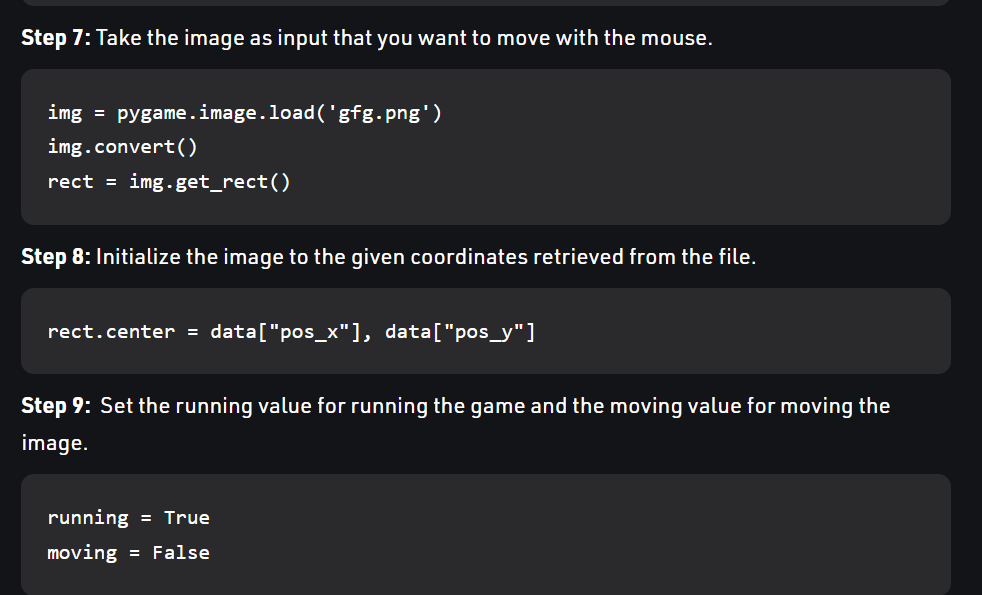 Step 7: Take the image as input that you want to move with the mouse.
img = pygame.image.load('gfg.png')
img.convert()
rect = img.get_rect()
Step 8: Initialize the image to the given coordinates retrieved from the file.
rect.center = data["pos_x"], data["pos_y"]
Step 9: Set the running value for running the game and the moving value for moving the
image.
running = True
moving = False